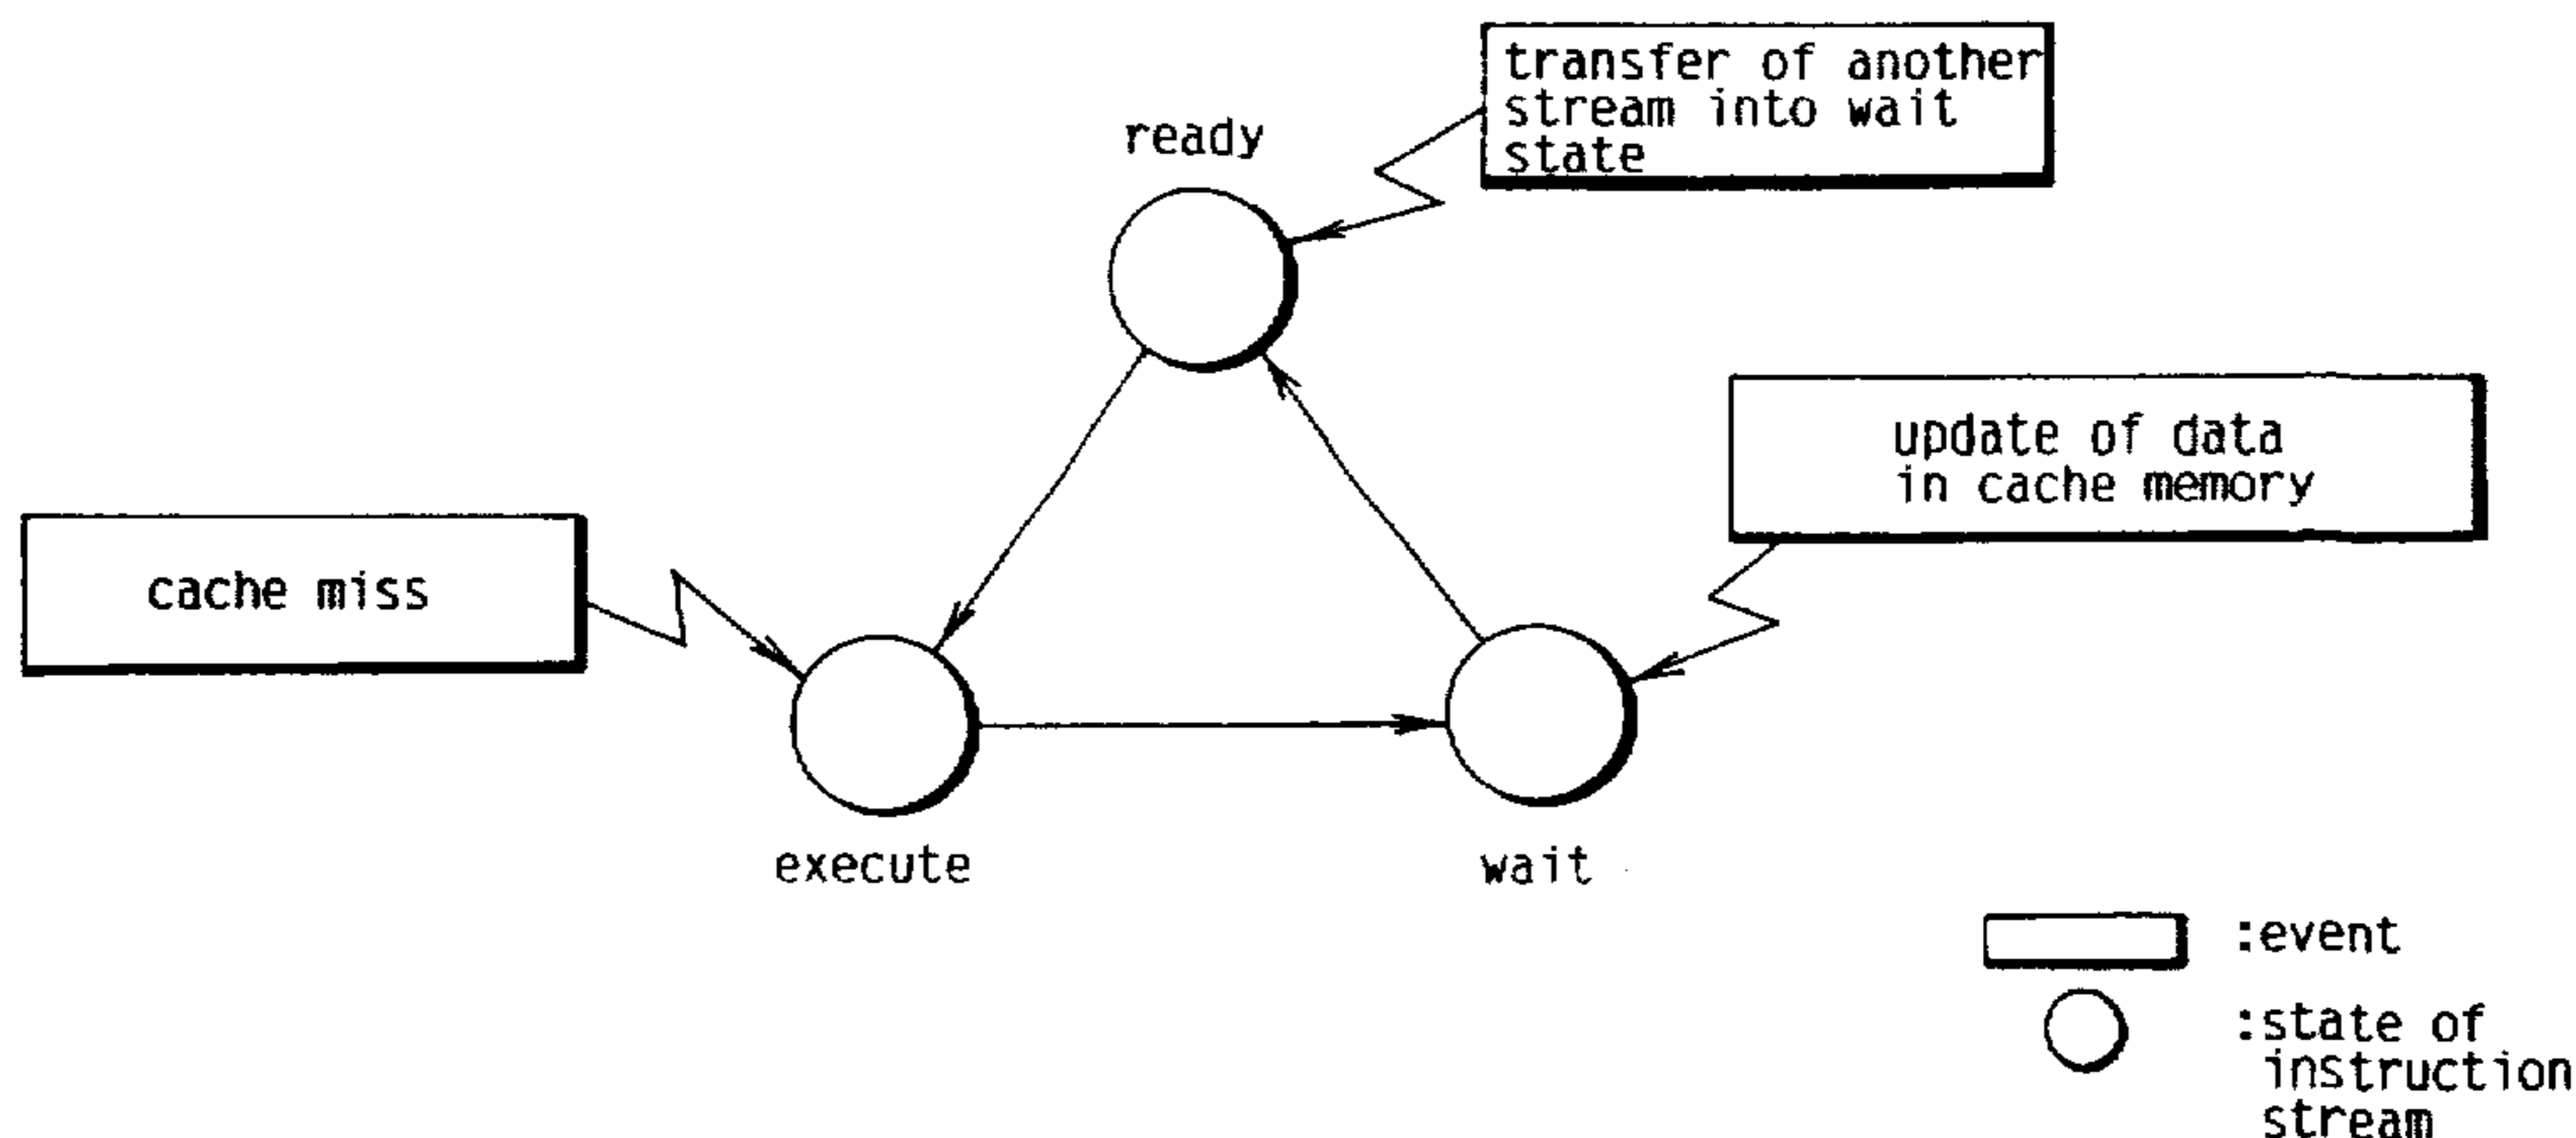 transfer of another
stream into wait
state
ready
update of data
in cache memory
cache miss
execute
wait
:event
:state of
instruction
stream